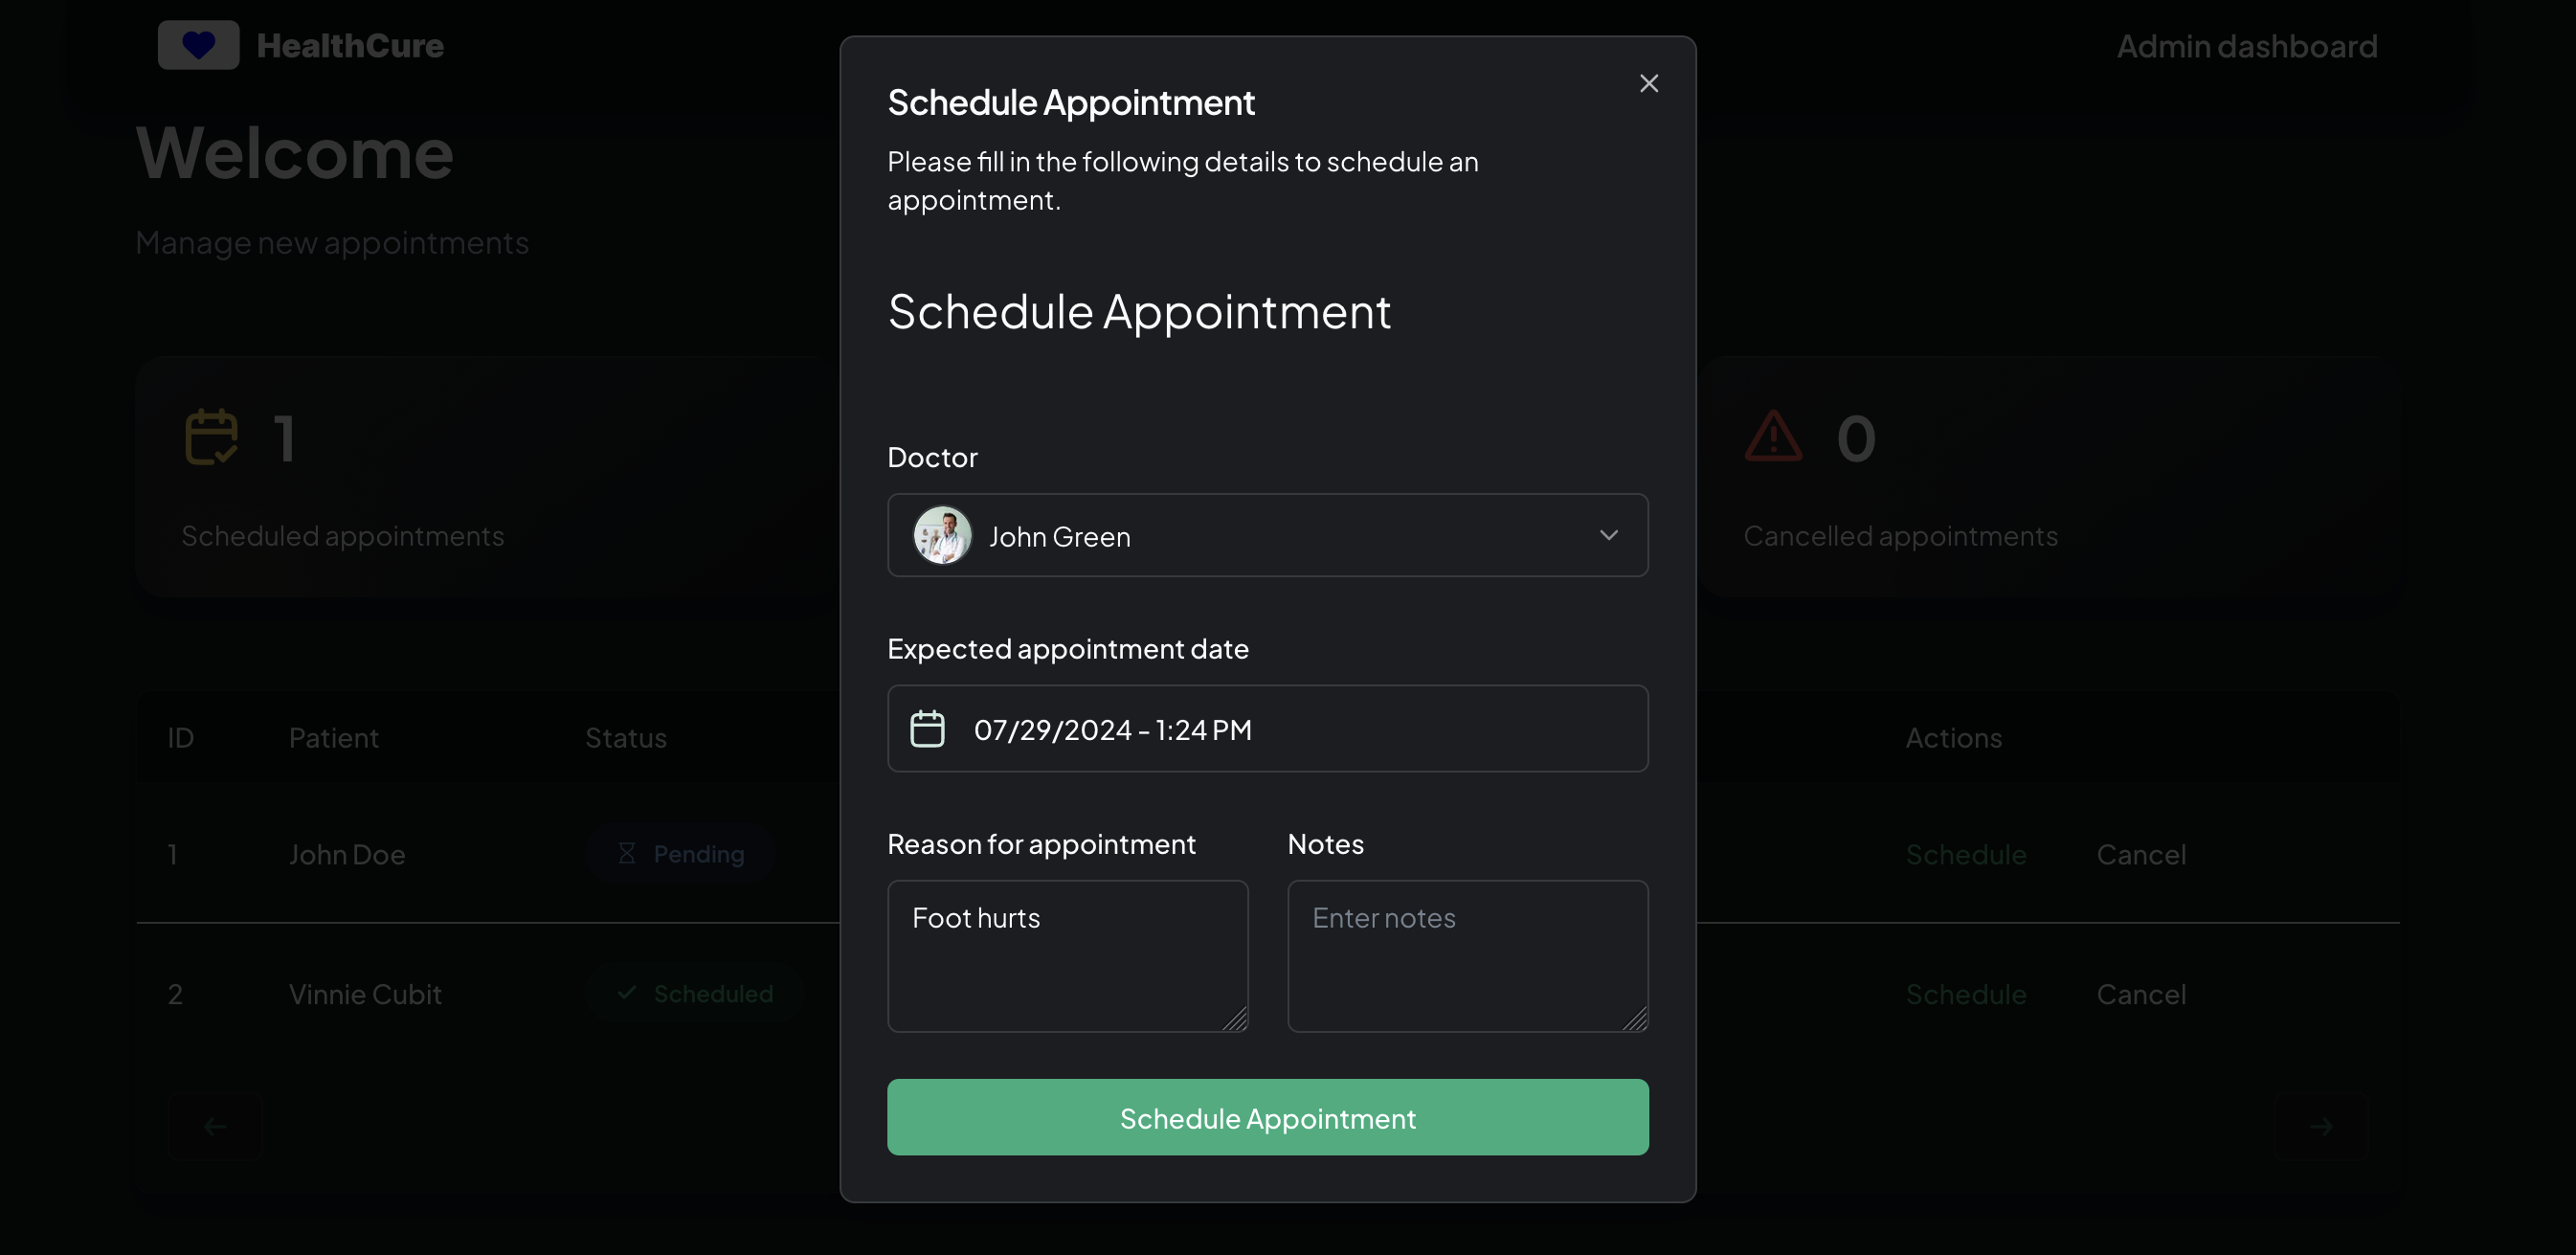 HealthCure
Admin dashboard
Welcome
Manage new appointments
1
Scheduled appointments
0
Cancelled appointments
ID Patient Status Actions
1 John Doe Pending Schedule Cancel
2 Vinnie Cubit Scheduled Schedule Cancel
Schedule Appointment
Please fill in the following details to schedule an
appointment.
Schedule Appointment
Doctor
John Green
Expected appointment date
07/29/2024 - 1:24 PM
Reason for appointment Notes
Foot hurts Enter notes
Schedule Appointment